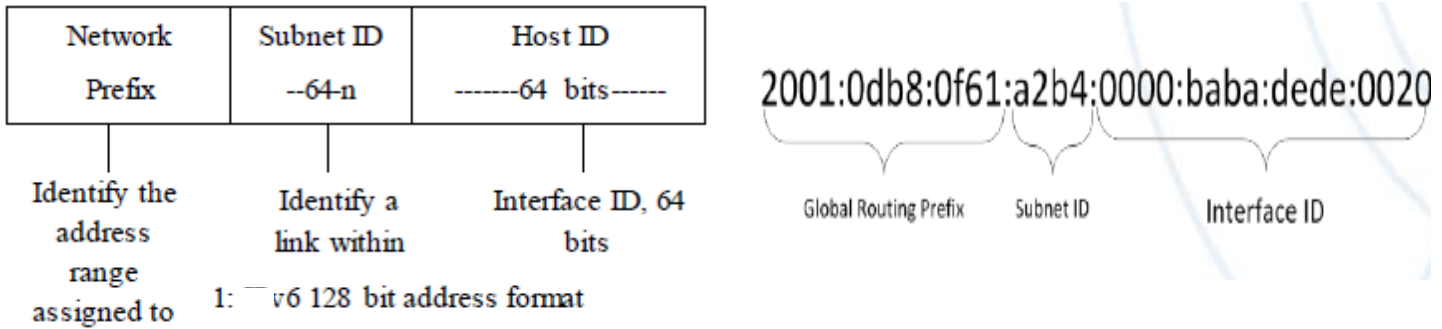 Network
Prefix
Subnet ID
--64-n
Host ID
-------64 bits------
Identify the
address
range
assigned to
Identify a
link within
Interface ID, 64
bits
1: v6 128 bit address format
2001:0db8:0f61:a2b4:0000:baba:dede:0020
Global Routing Prefix
Subnet ID
Interface ID